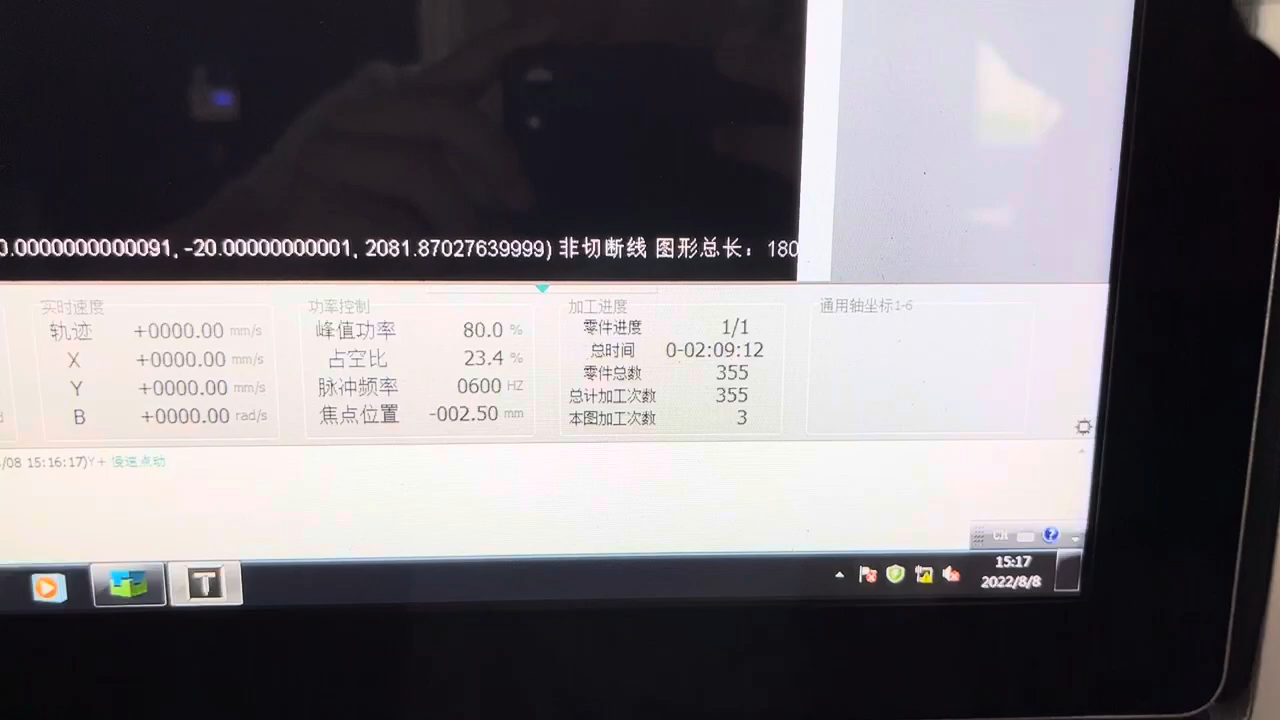 0.0000000000091, -20.00000000001, 2081.87027639999) 非切断线 图形总长：180
实时速度
轨迹 +0000.00 mm/s
X +0000.00 mm/s
Y +0000.00 mm/s
B +0000.00 rad/s
功率控制
峰值功率 80.0 %
占空比 23.4 %
脉冲频率 0600 HZ
焦点位置 -002.50 mm
加工进度
零件进度 1/1
总时间 0-02:09:12
零件总数 355
总计加工次数 355
本图加工次数 3
通用轴坐标1-6
/08 15:16:17)Y+ 慢速点动
CH
15:17
2022/8/8